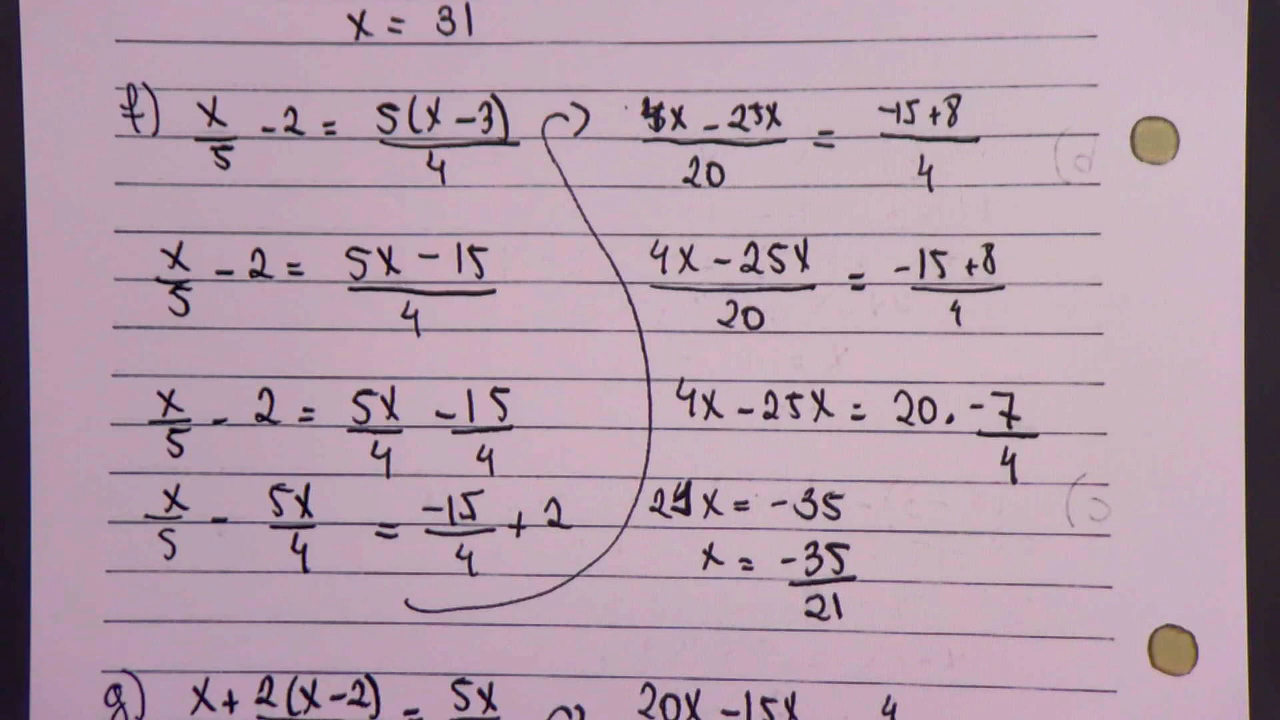 x = 31
f) x/5 - 2 = 5(x - 3)/4
x/5 - 2 = 5x - 15/4
x/5 - 2 = 5x/4 - 15/4
x/5 - 5x/4 = -15/4 + 2
4x - 25x/20 = -15 + 8/4
4x - 25x/20 = -15 + 8/4
4x - 25x = 20 . -7/4
21x = -35
x = -35/21
g) x + 2(x - 2) = 5x
20x - 15x 4